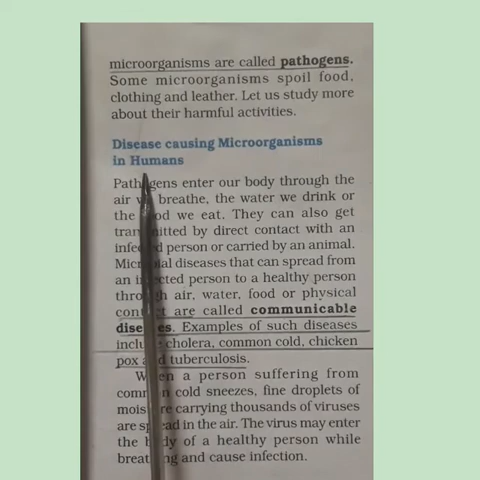 microorganisms are called pathogens.
Some microorganisms spoil food,
clothing and leather. Let us study more
about their harmful activities.
Disease causing Microorganisms
in Humans
Pathogens enter our body through the
air we breathe, the water we drink or
the food we eat. They can also get
transmitted by direct contact with an
infected person or carried by an animal.
Microbial diseases that can spread from
an infected person to a healthy person
through air, water, food or physical
contact are called communicable
diseases. Examples of such diseases
include cholera, common cold, chicken
pox and tuberculosis.
When a person suffering from
common cold sneezes, fine droplets of
moisture carrying thousands of viruses
are spread in the air. The virus may enter
the body of a healthy person while
breathing and cause infection.